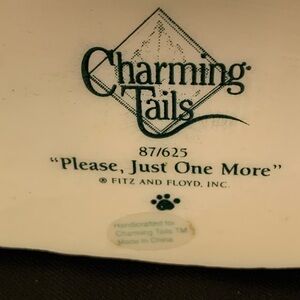 Charming
Tails
87/625
"Please, Just One More"
® FITZ AND FLOYD, INC.
Handcrafted for
Charming Tails TM
Made in China